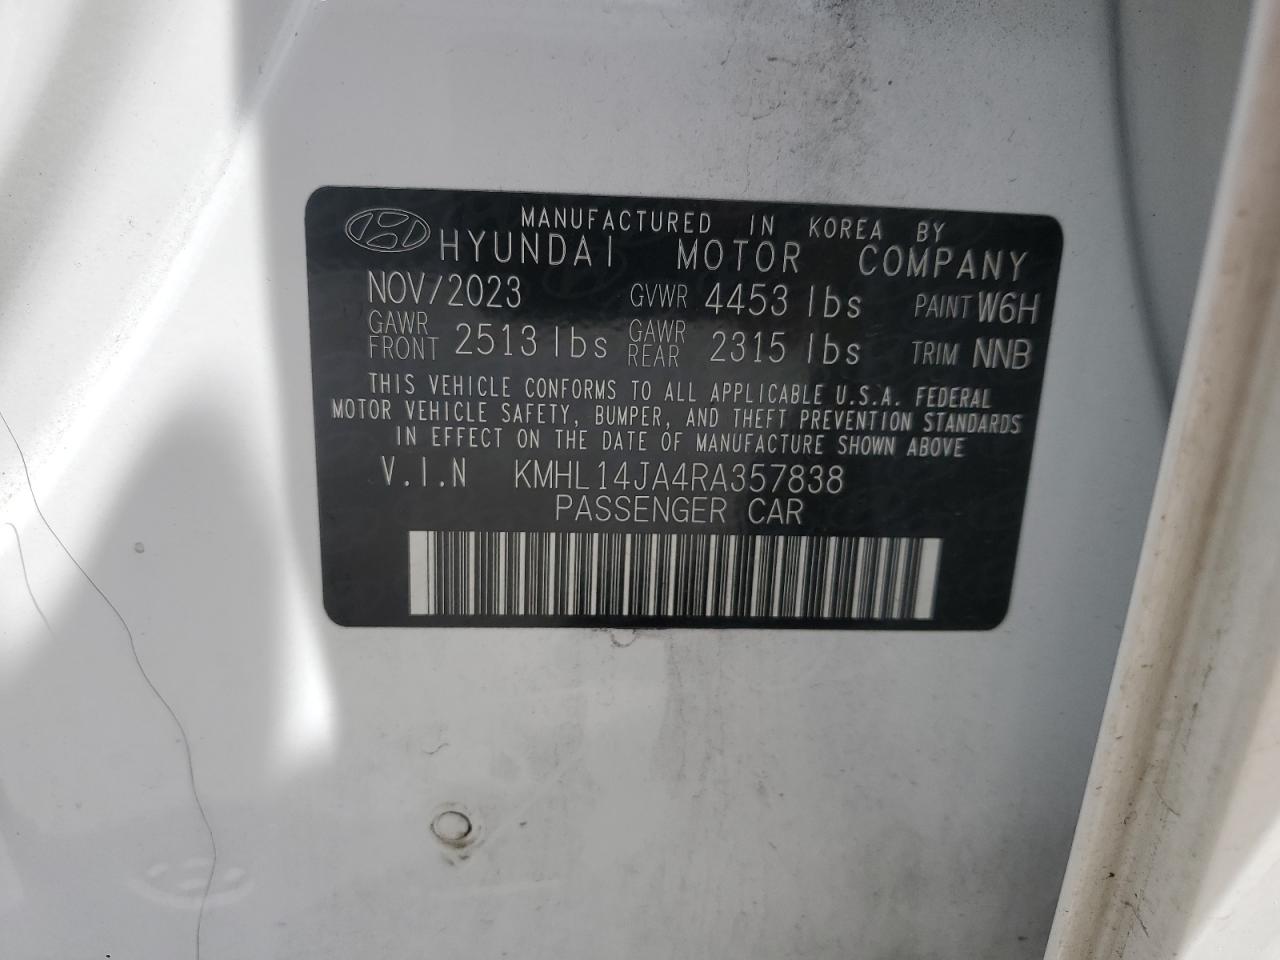 MANUFACTURED IN KOREA BY
HYUNDAI MOTOR COMPANY
NOV/2023 GVWR 4453 lbs PAINT W6H
GAWR FRONT 2513 lbs GAWR REAR 2315 lbs TRIM NNB
THIS VEHICLE CONFORMS TO ALL APPLICABLE U.S.A. FEDERAL
MOTOR VEHICLE SAFETY, BUMPER, AND THEFT PREVENTION STANDARDS
IN EFFECT ON THE DATE OF MANUFACTURE SHOWN ABOVE
V.I.N KMHL14JA4RA357838
PASSENGER CAR